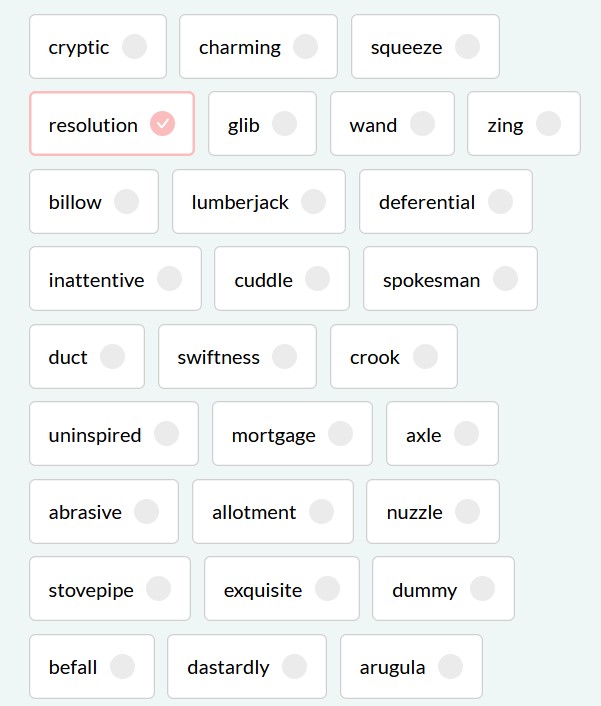 cryptic charming squeeze
resolution glib wand zing
billow lumberjack deferential
inattentive cuddle spokesman
duct swiftness crook
uninspired mortgage axle
abrasive allotment nuzzle
stovepipe exquisite dummy
befall dastardly arugula